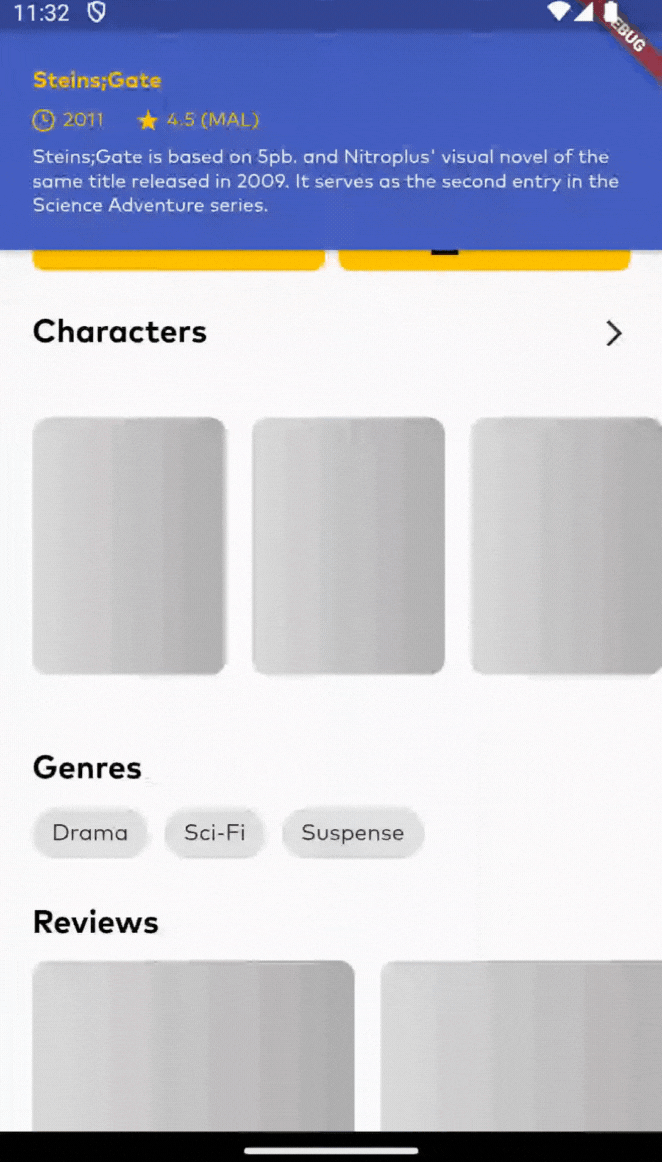 11:32
EBUG
Steins;Gate
2011 4.5 (MAL)
Steins;Gate is based on 5pb. and Nitroplus' visual novel of the
same title released in 2009. It serves as the second entry in the
Science Adventure series.
Characters
Genres
Drama Sci-Fi Suspense
Reviews